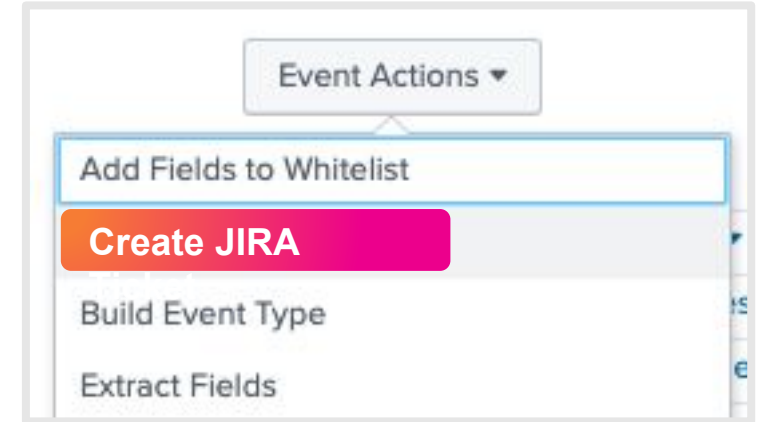 Event Actions
Add Fields to Whitelist
Create JIRA
Build Event Type
Extract Fields